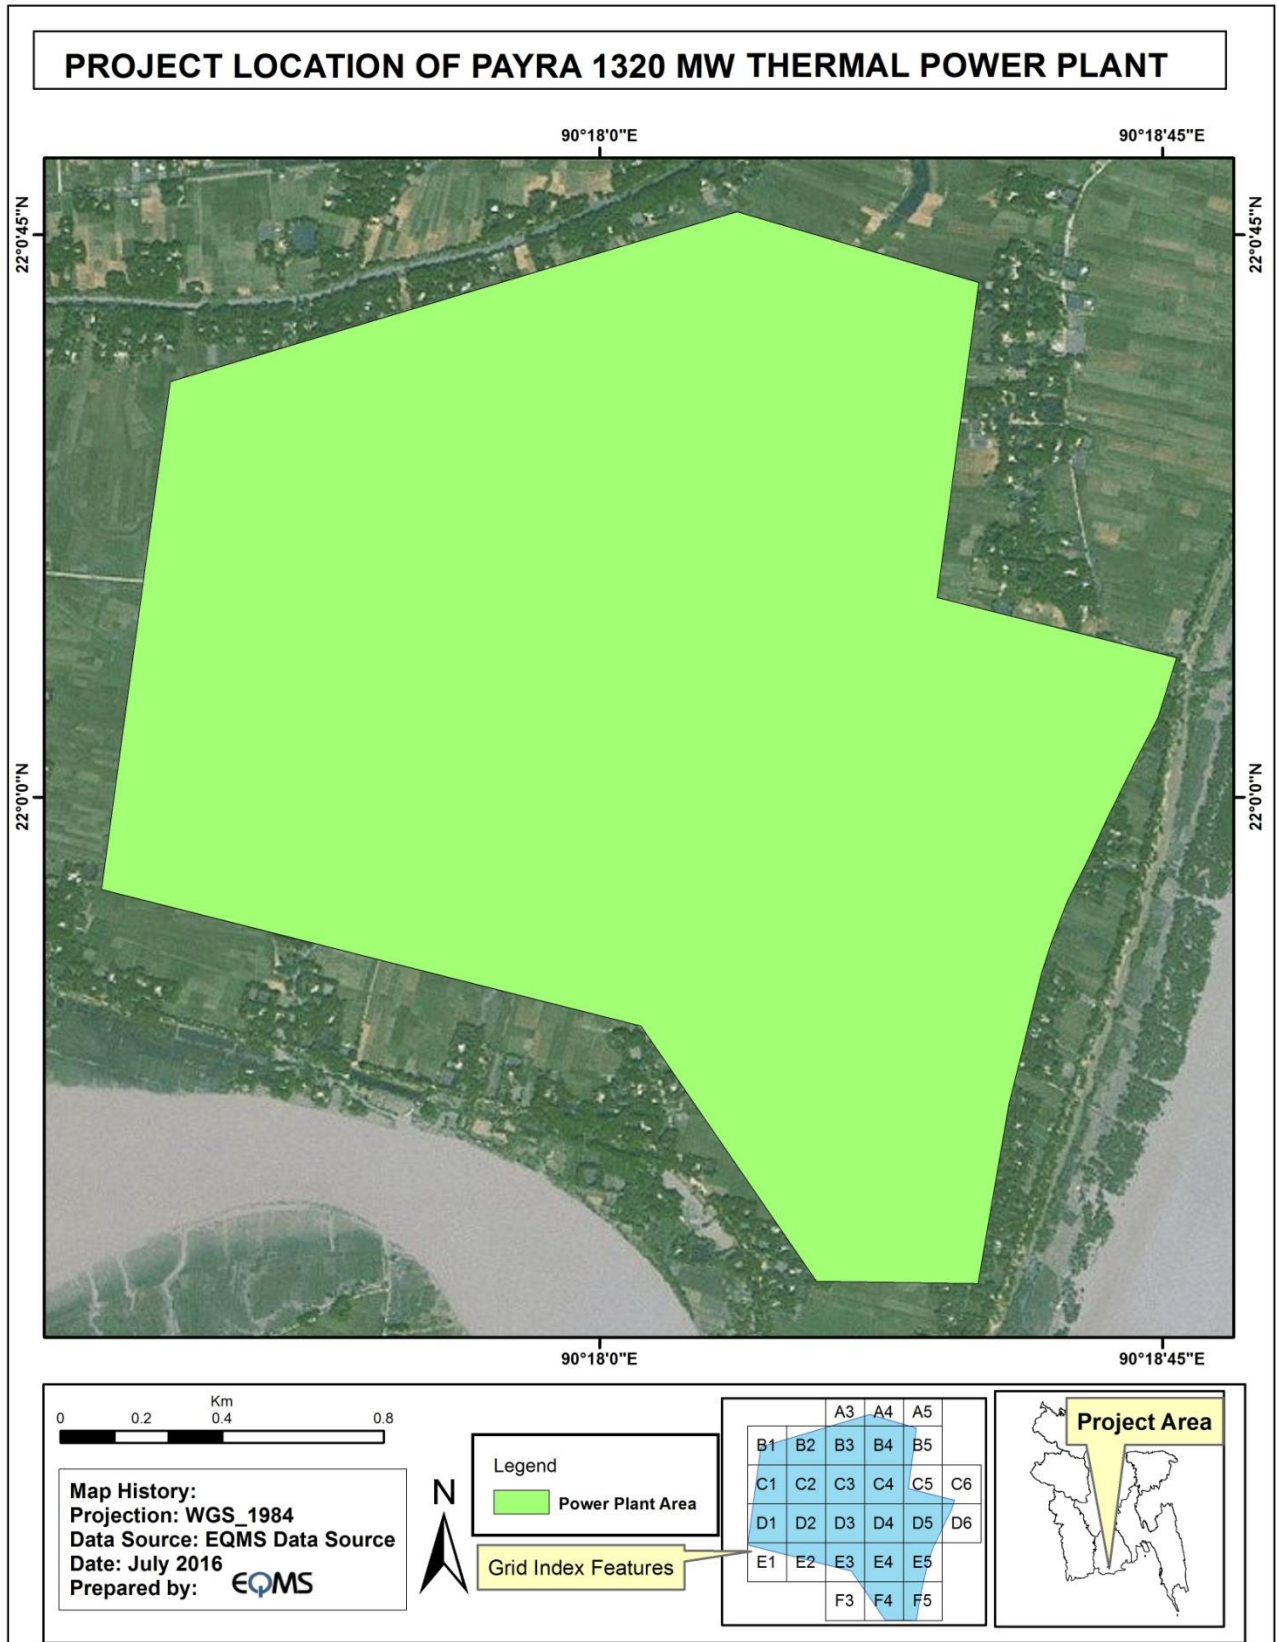 PROJECT LOCATION OF PAYRA 1320 MW THERMAL POWER PLANT
90°18'0"E 90°18'45"E
22°0'45"N 22°0'45"N
22°0'0"N 22°0'0"N
90°18'0"E 90°18'45"E
Km
0 0.2 0.4 0.8
Map History:
Projection: WGS_1984
Data Source: EQMS Data Source
Date: July 2016
Prepared by: EQMS
N
Legend
Power Plant Area
Grid Index Features
A3 A4 A5
B1 B2 B3 B4 B5
C1 C2 C3 C4 C5 C6
D1 D2 D3 D4 D5 D6
E1 E2 E3 E4 E5
F3 F4 F5
Project Area